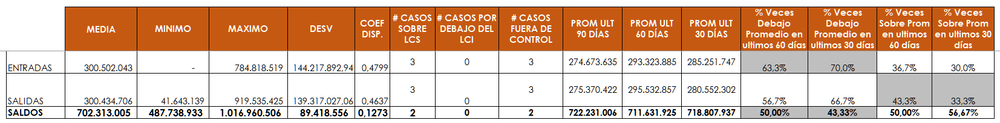 MEDIA MINIMO MAXIMO DESV COEF DISP. # CASOS SOBRE LCS # CASOS POR DEBAJO DEL LCI # CASOS FUERA DE CONTROL PROM ULT 90 DÍAS PROM ULT 60 DÍAS PROM ULT 30 DÍAS % Veces Debajo Promedio en ultimos 60 días % Veces Debajo Promedio en ultimos 30 días % Veces Sobre Prom en ultimos 60 días % Veces Sobre Prom en ultimos 30 días
ENTRADAS 300.502.043 - 784.818.519 144.217.892,94 0,4799 3 0 3 274.673.635 293.323.885 285.251.747 63,3% 70,0% 36,7% 30,0%
SALIDAS 300.434.706 41.643.139 919.535.425 139.317.027,06 0,4637 3 0 3 275.370.422 295.532.857 280.552.302 56,7% 66,7% 43,3% 33,3%
SALDOS 702.313.005 487.738.933 1.016.960.506 89.418.556 0,1273 2 0 2 722.231.006 711.631.925 718.807.937 50,00% 43,33% 50,00% 56,67%